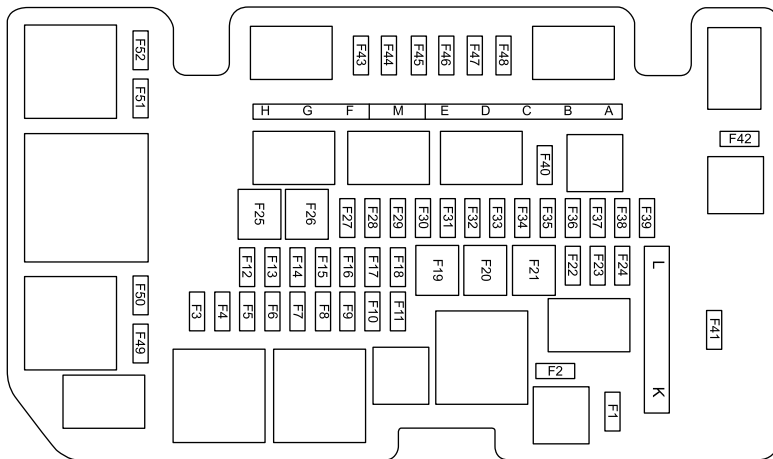 F52
F51
F43 F44 F45 F46 F47 F48
H G F M E D C B A
F42
F40
F25 F26 F27 F28 F29 F30 F31 F32 F33 F34 F35 F36 F37 F38 F39
F12 F13 F14 F15 F16 F17 F18 F19 F20 F21 F22 F23 F24 L
F50
F3 F4 F5 F6 F7 F8 F9 F10 F11
F41
F49
F2
K
F1